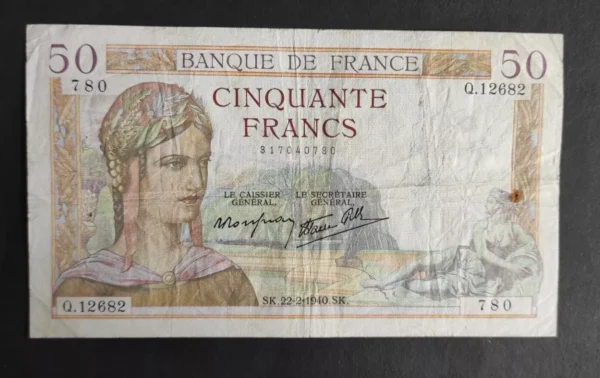 50 BANQUE DE FRANCE 50
780 Q.12682
CINQUANTE
FRANCS
317040780
LE CAISSIER LE SECRÉTAIRE
GÉNÉRAL, GÉNÉRAL,
Q.12682 SK 22-2-1940.SK. 780